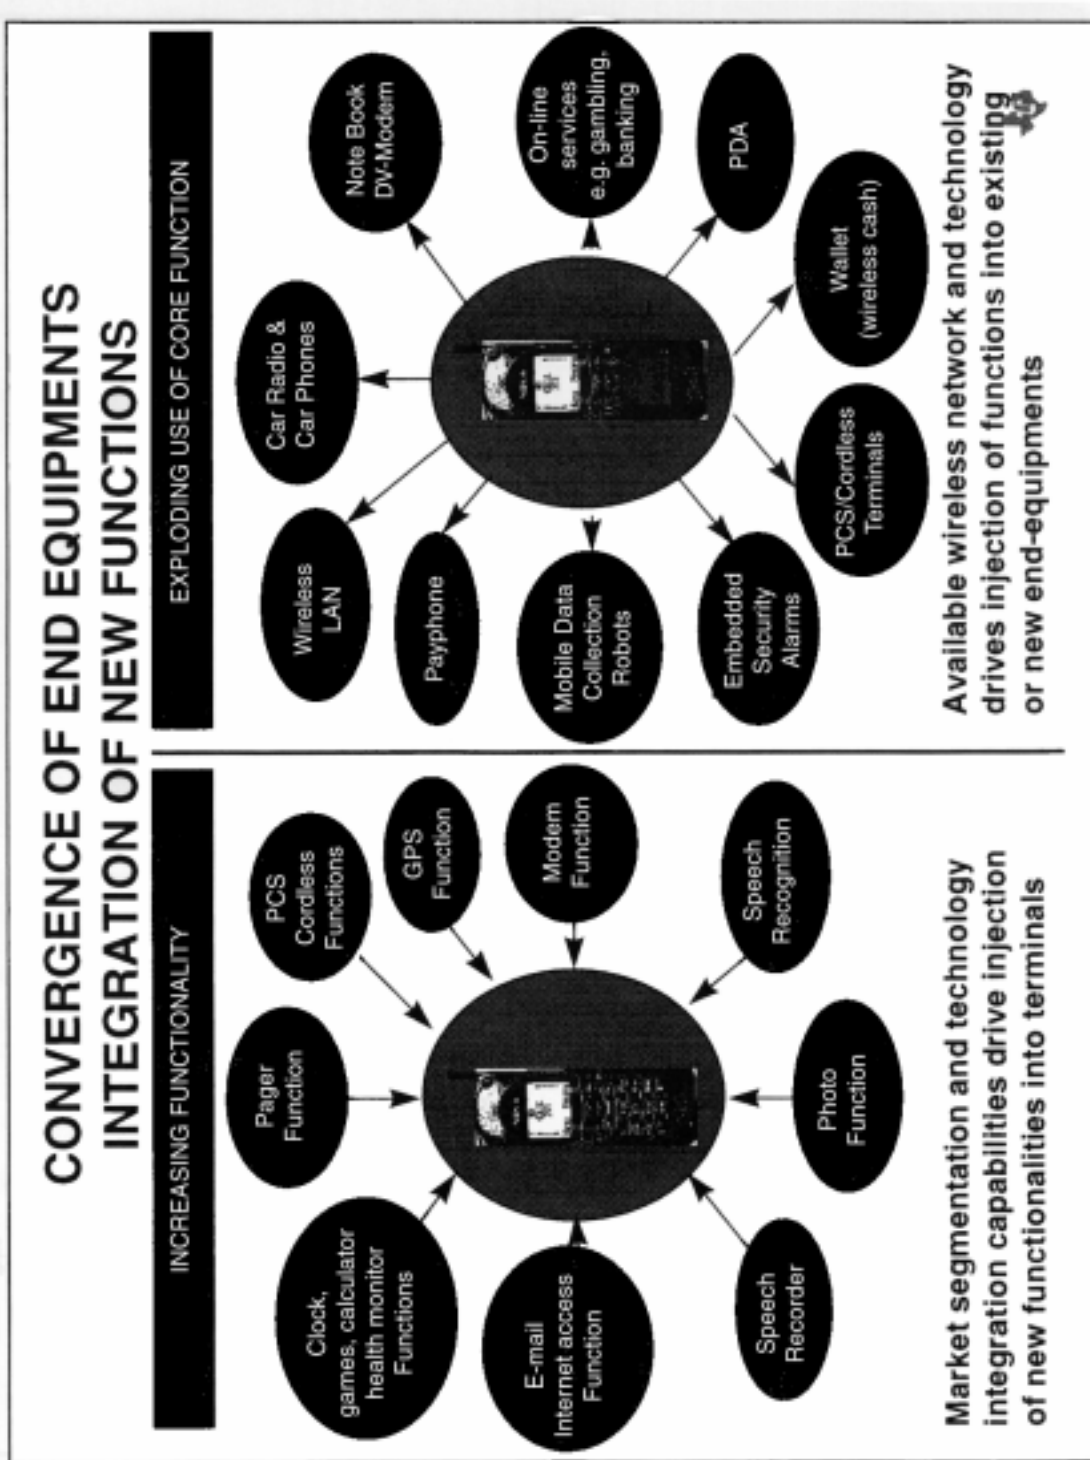 CONVERGENCE OF END EQUIPMENTS
INTEGRATION OF NEW FUNCTIONS
INCREASING FUNCTIONALITY
Clock,
games, calculator
health monitor
Functions
Pager
Function
PCS
Cordless
Functions
GPS
Function
E-mail
Internet access
Function
Modem
Function
Speech
Recorder
Photo
Function
Speech
Recognition
Market segmentation and technology
integration capabilities drive injection
of new functionalities into terminals
EXPLODING USE OF CORE FUNCTION
Wireless
LAN
Car Radio &
Car Phones
Note Book
DV-Modem
Payphone
Mobile Data
Collection
Robots
On-line
services
e.g. gambling,
banking
Embedded
Security
Alarms
PCS/Cordless
Terminals
Wallet
(wireless cash)
PDA
Available wireless network and technology
drives injection of functions into existing
or new end-equipments